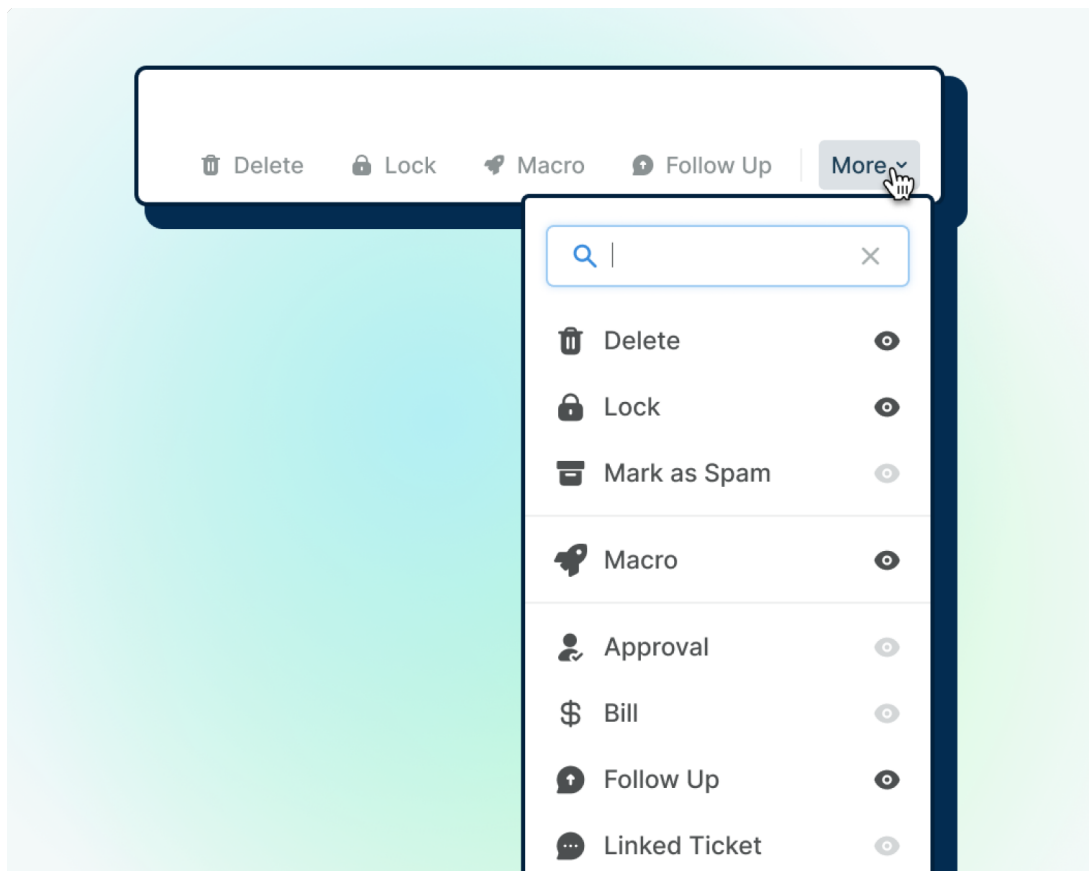 Delete Lock Macro Follow Up More
Delete
Lock
Mark as Spam
Macro
Approval
Bill
Follow Up
Linked Ticket